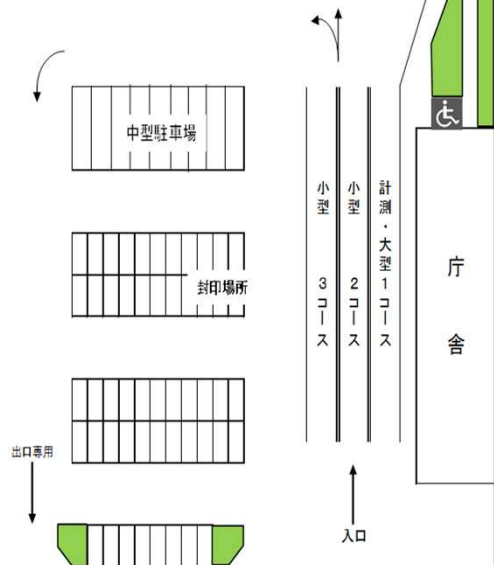 中型駐車場
封印場所
出口専用
小型 3コース
小型 2コース
計測・大型1コース
庁舎
入口